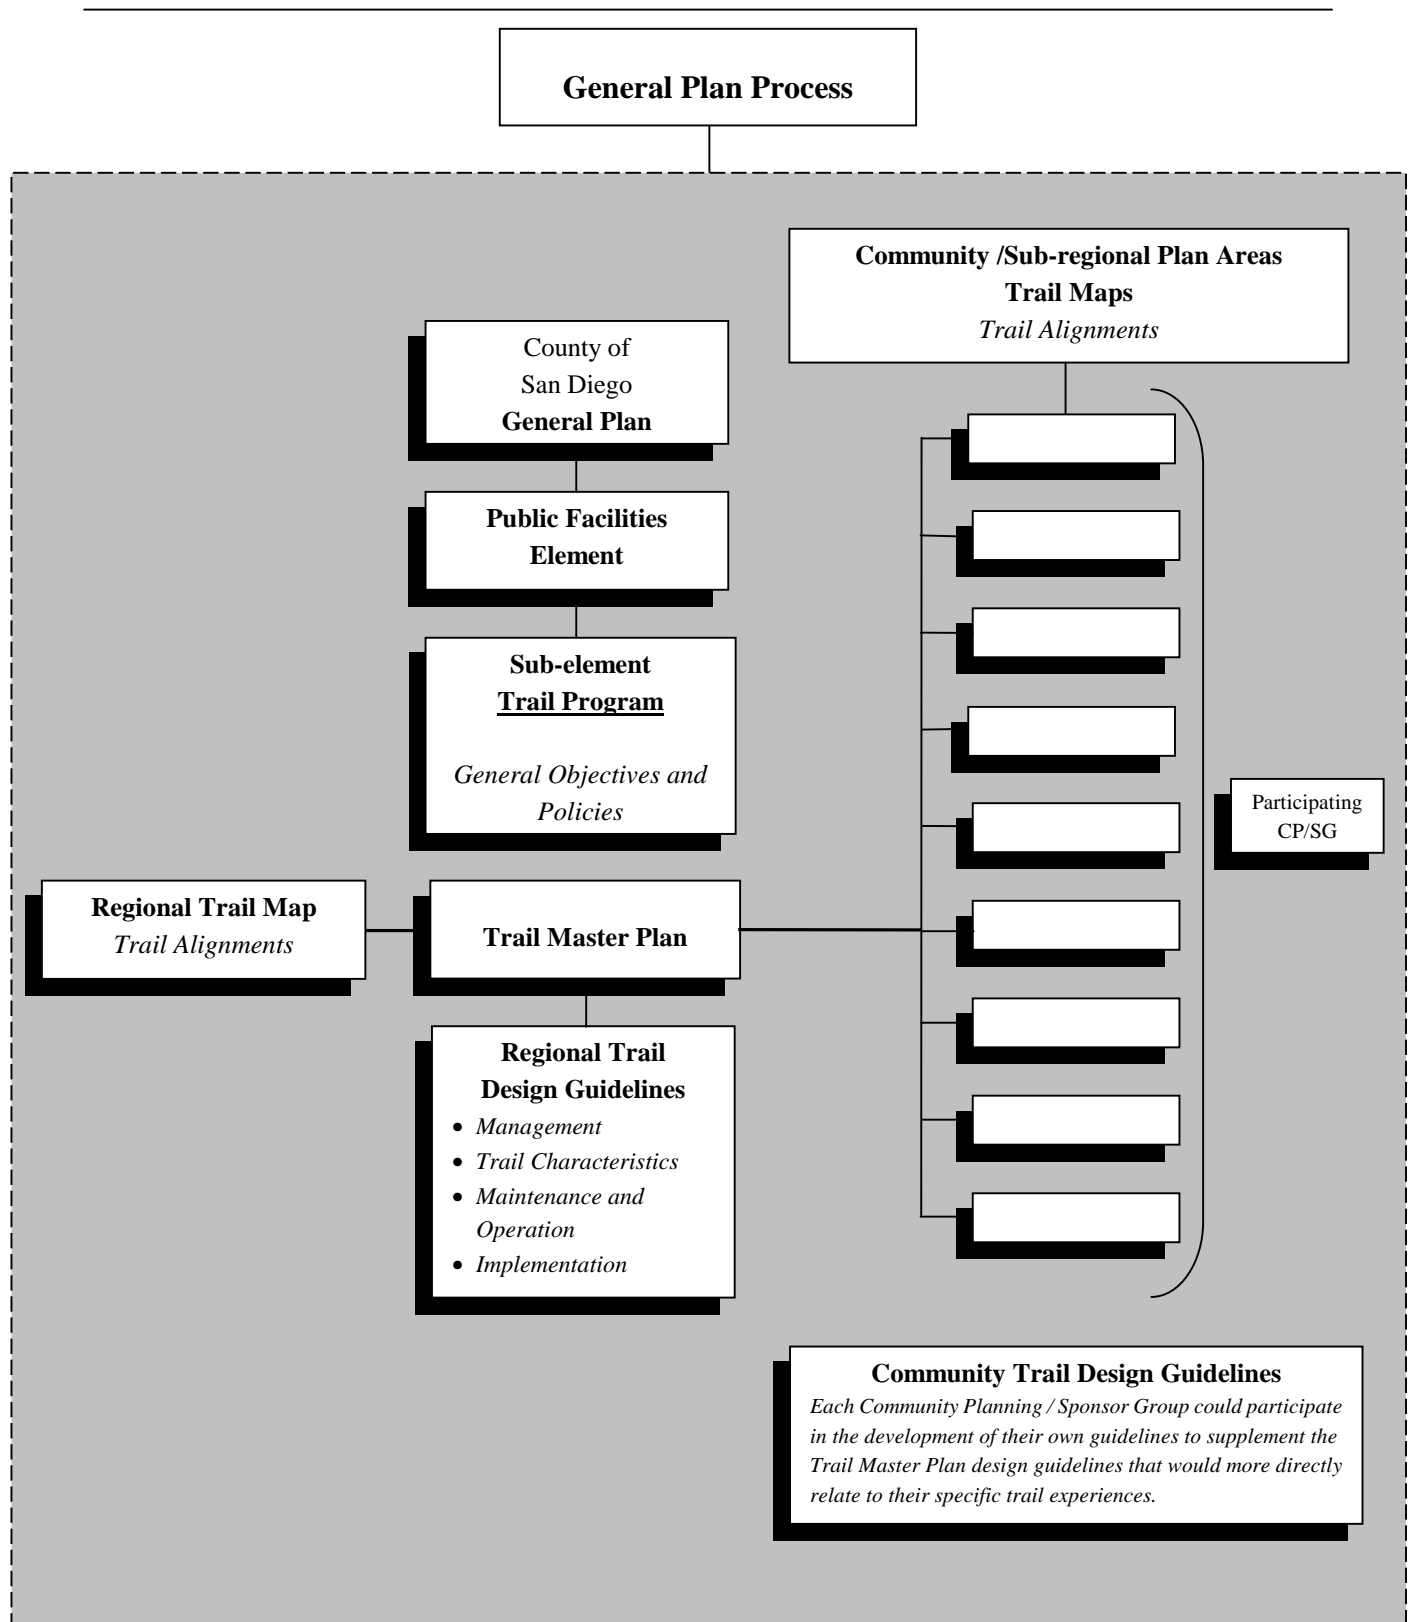 General Plan Process
Community /Sub-regional Plan Areas
Trail Maps
Trail Alignments
County of
San Diego
General Plan
Public Facilities
Element
Sub-element
Trail Program
General Objectives and
Policies
Participating
CP/SG
Regional Trail Map
Trail Alignments
Trail Master Plan
Regional Trail
Design Guidelines
• Management
• Trail Characteristics
• Maintenance and
Operation
• Implementation
Community Trail Design Guidelines
Each Community Planning / Sponsor Group could participate
in the development of their own guidelines to supplement the
Trail Master Plan design guidelines that would more directly
relate to their specific trail experiences.